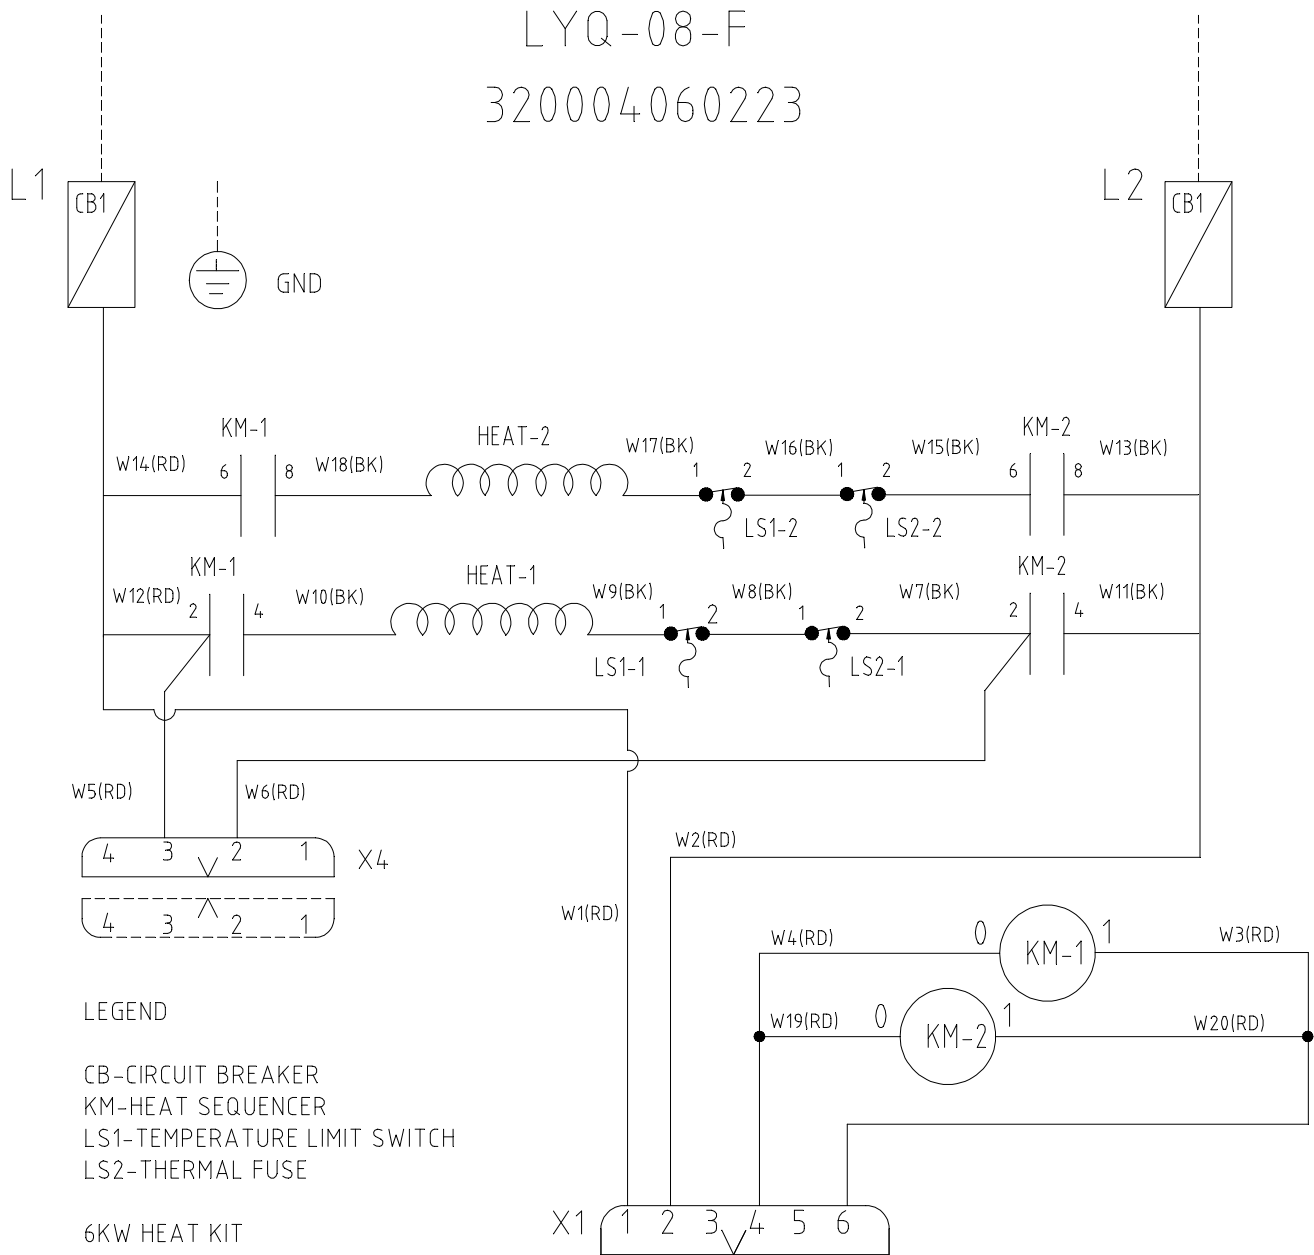 LYQ-08-F
320004060223
L1
CB1
GND
L2
CB1
KM-1
HEAT-2
W17(BK)
W16(BK)
W15(BK)
KM-2
W13(BK)
W14(RD)
6
8
W18(BK)
1
2
1
2
6
8
LS1-2
LS2-2
KM-1
HEAT-1
W9(BK)
W8(BK)
W7(BK)
KM-2
W11(BK)
W12(RD)
2
4
W10(BK)
1
2
1
2
2
4
LS1-1
LS2-1
W5(RD)
W6(RD)
4 3 2 1
X4
4 3 2 1
W2(RD)
W1(RD)
W4(RD)
0
KM-1
1
W3(RD)
W19(RD)
0
KM-2
1
W20(RD)
LEGEND
CB-CIRCUIT BREAKER
KM-HEAT SEQUENCER
LS1-TEMPERATURE LIMIT SWITCH
LS2-THERMAL FUSE
6KW HEAT KIT
X1
1 2 3 4 5 6